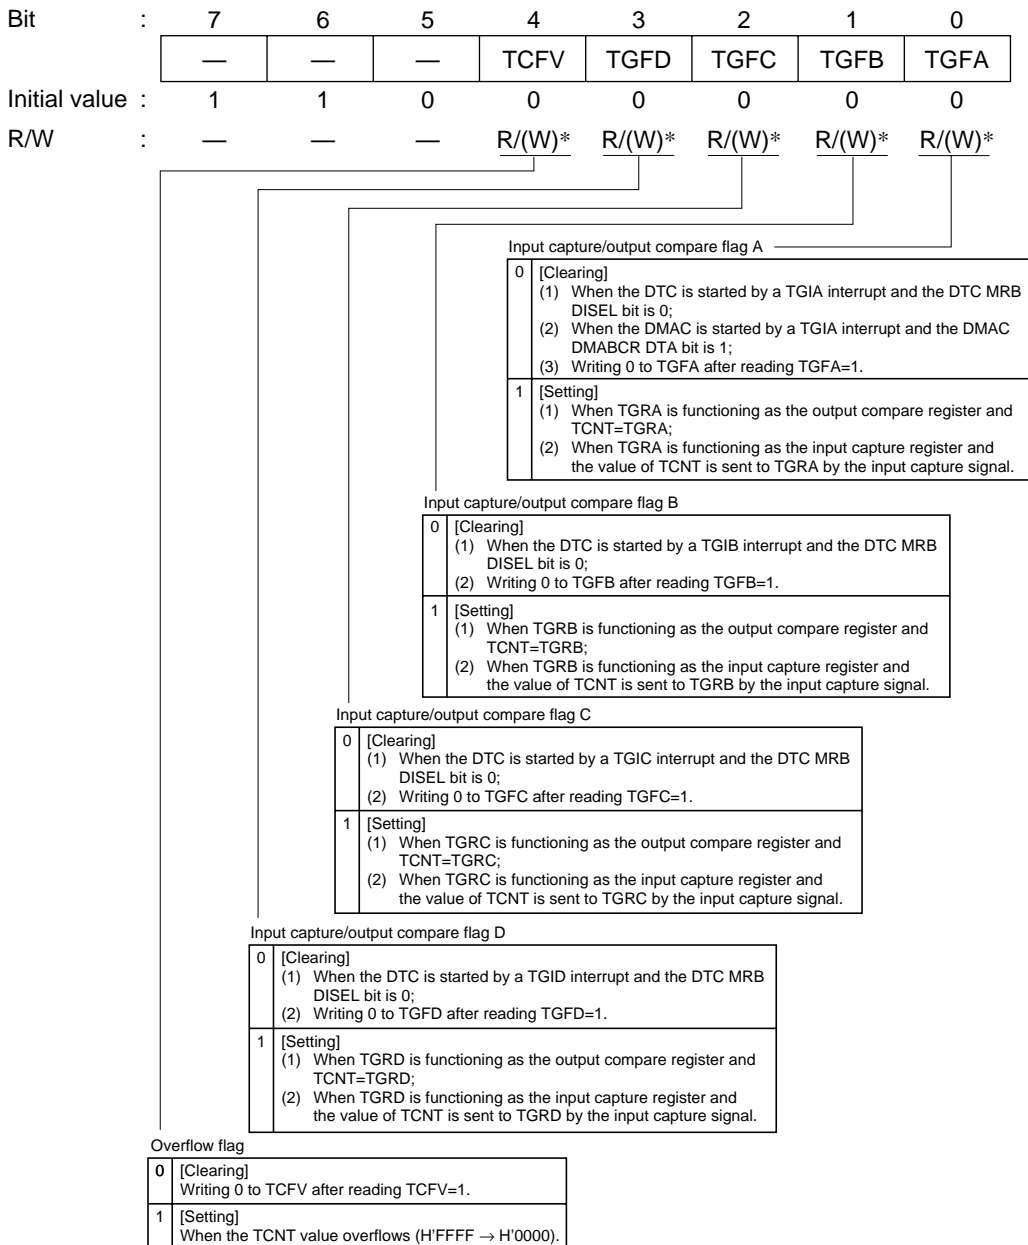 Bit : 7 6 5 4 3 2 1 0
— — — TCFV TGFD TGFC TGFB TGFA
Initial value : 1 1 0 0 0 0 0 0
R/W : — — — R/(W)* R/(W)* R/(W)* R/(W)* R/(W)*
Input capture/output compare flag A
0 [Clearing]
(1) When the DTC is started by a TGIA interrupt and the DTC MRB
DISEL bit is 0;
(2) When the DMAC is started by a TGIA interrupt and the DMAC
DMABCR DTA bit is 1;
(3) Writing 0 to TGFA after reading TGFA=1.
1 [Setting]
(1) When TGRA is functioning as the output compare register and
TCNT=TGRA;
(2) When TGRA is functioning as the input capture register and
the value of TCNT is sent to TGRA by the input capture signal.
Input capture/output compare flag B
0 [Clearing]
(1) When the DTC is started by a TGIB interrupt and the DTC MRB
DISEL bit is 0;
(2) Writing 0 to TGFB after reading TGFB=1.
1 [Setting]
(1) When TGRB is functioning as the output compare register and
TCNT=TGRB;
(2) When TGRB is functioning as the input capture register and
the value of TCNT is sent to TGRB by the input capture signal.
Input capture/output compare flag C
0 [Clearing]
(1) When the DTC is started by a TGIC interrupt and the DTC MRB
DISEL bit is 0;
(2) Writing 0 to TGFC after reading TGFC=1.
1 [Setting]
(1) When TGRC is functioning as the output compare register and
TCNT=TGRC;
(2) When TGRC is functioning as the input capture register and
the value of TCNT is sent to TGRC by the input capture signal.
Input capture/output compare flag D
0 [Clearing]
(1) When the DTC is started by a TGID interrupt and the DTC MRB
DISEL bit is 0;
(2) Writing 0 to TGFD after reading TGFD=1.
1 [Setting]
(1) When TGRD is functioning as the output compare register and
TCNT=TGRD;
(2) When TGRD is functioning as the input capture register and
the value of TCNT is sent to TGRD by the input capture signal.
Overflow flag
0 [Clearing]
Writing 0 to TCFV after reading TCFV=1.
1 [Setting]
When the TCNT value overflows (H'FFFF → H'0000).